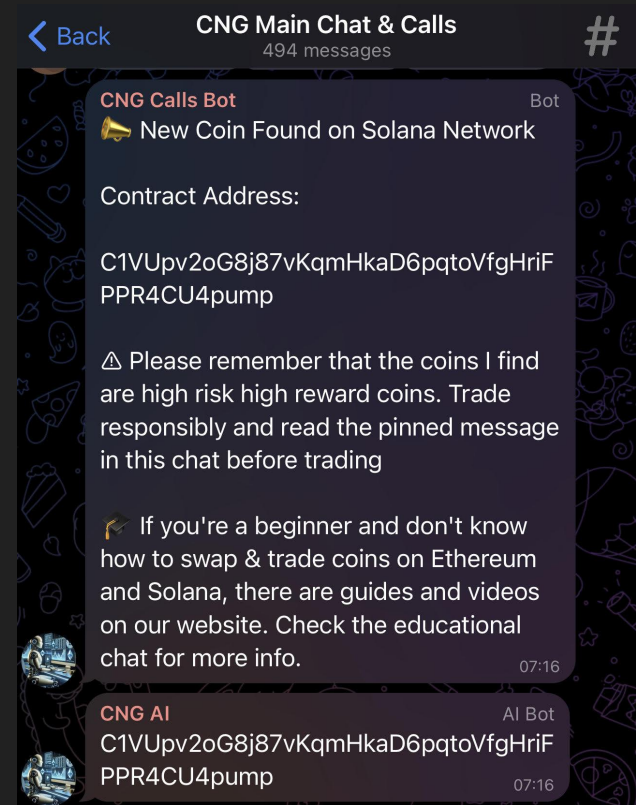 Back
CNG Main Chat & Calls
494 messages
#
CNG Calls Bot
Bot
📣 New Coin Found on Solana Network
Contract Address:
C1VUpv2oG8j87vKqmHkaD6pqtoVfgHriF
PPR4CU4pump
⚠ Please remember that the coins I find
are high risk high reward coins. Trade
responsibly and read the pinned message
in this chat before trading
🎓 If you're a beginner and don't know
how to swap & trade coins on Ethereum
and Solana, there are guides and videos
on our website. Check the educational
chat for more info.
07:16
CNG AI
AI Bot
C1VUpv2oG8j87vKqmHkaD6pqtoVfgHriF
PPR4CU4pump
07:16